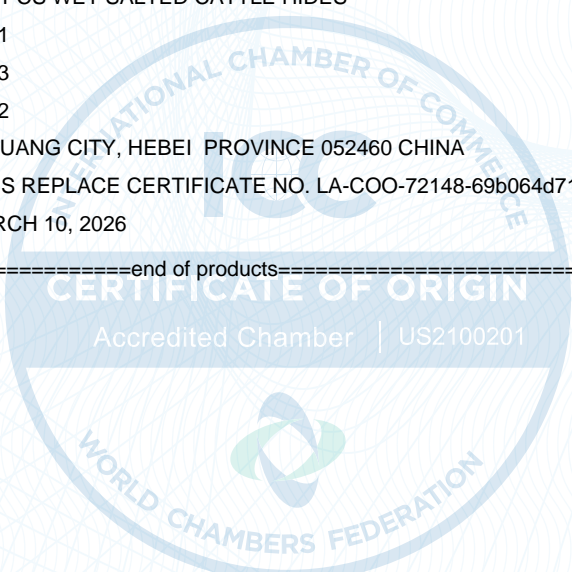 PCS WET SALTED CATTLE HIDES
1
3
2
UANG CITY, HEBEI  PROVINCE 052460 CHINA
S REPLACE CERTIFICATE NO. LA-COO-72148-69b064d71
RCH 10, 2026
===========end of products========================
INTERNATIONAL CHAMBER OF COMMERCE
ICC
CERTIFICATE OF ORIGIN
Accredited Chamber | US2100201
WORLD CHAMBERS FEDERATION